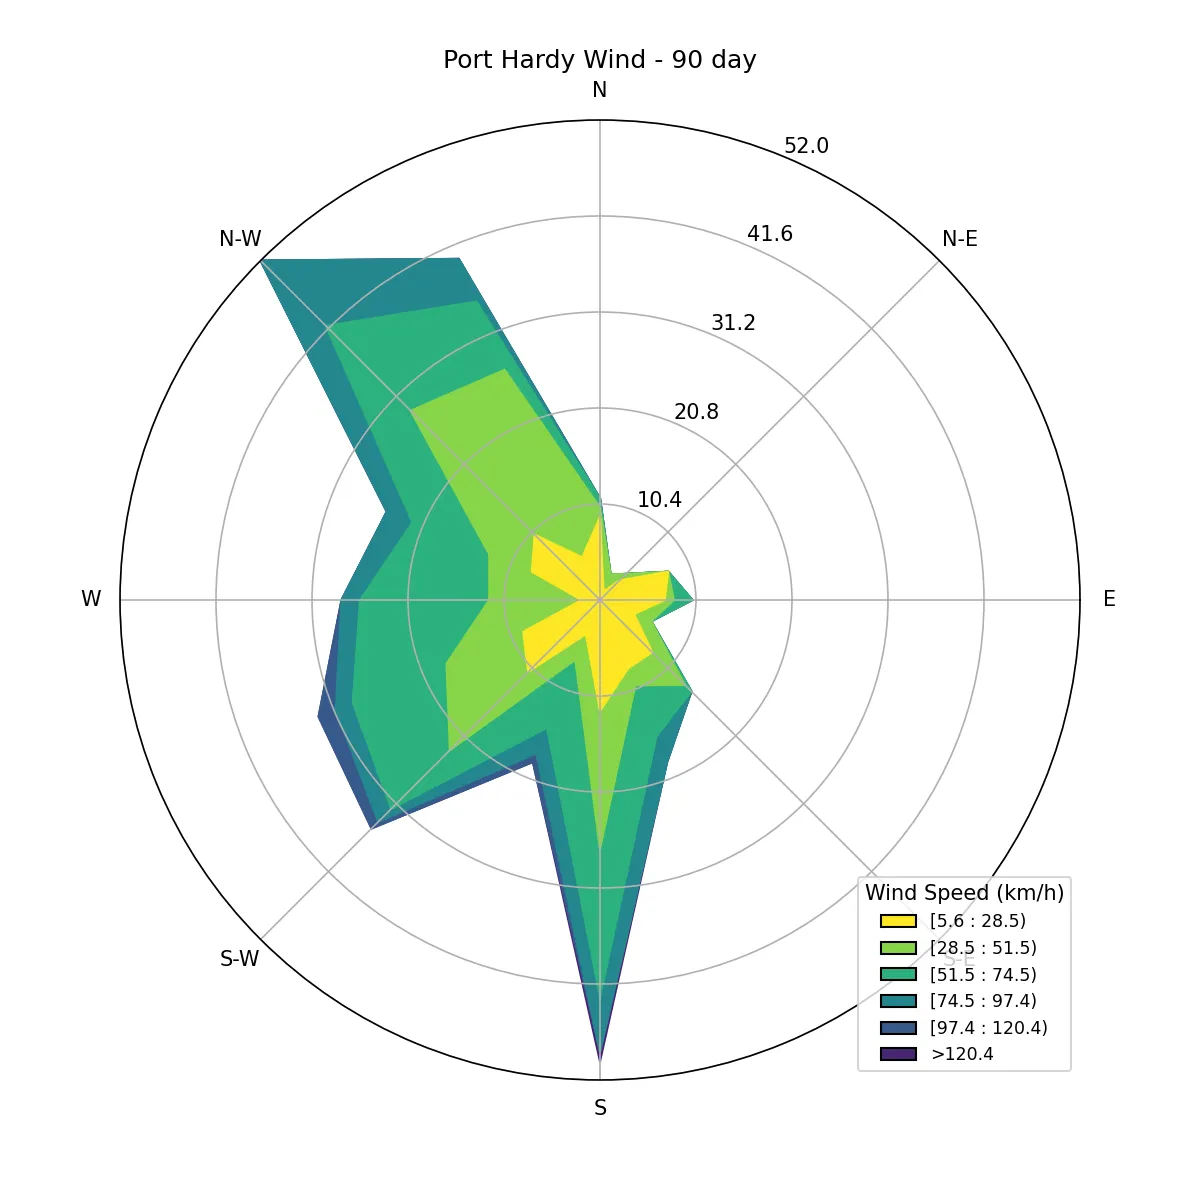 Port Hardy Wind - 90 day
N
52.0
41.6
N-W
N-E
31.2
20.8
10.4
W
E
S-W
S-E
S
Wind Speed (km/h)
[5.6 : 28.5)
[28.5 : 51.5)
[51.5 : 74.5)
[74.5 : 97.4)
[97.4 : 120.4)
>120.4